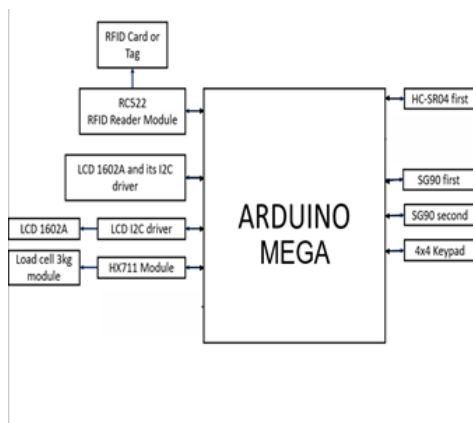 RFID Card or
Tag
RC522
RFID Reader Module
HC-SR04 first
LCD 1602A and its I2C
driver
SG90 first
LCD 1602A
LCD I2C driver
SG90 second
ARDUINO
MEGA
Load cell 3kg
module
HX711 Module
4x4 Keypad